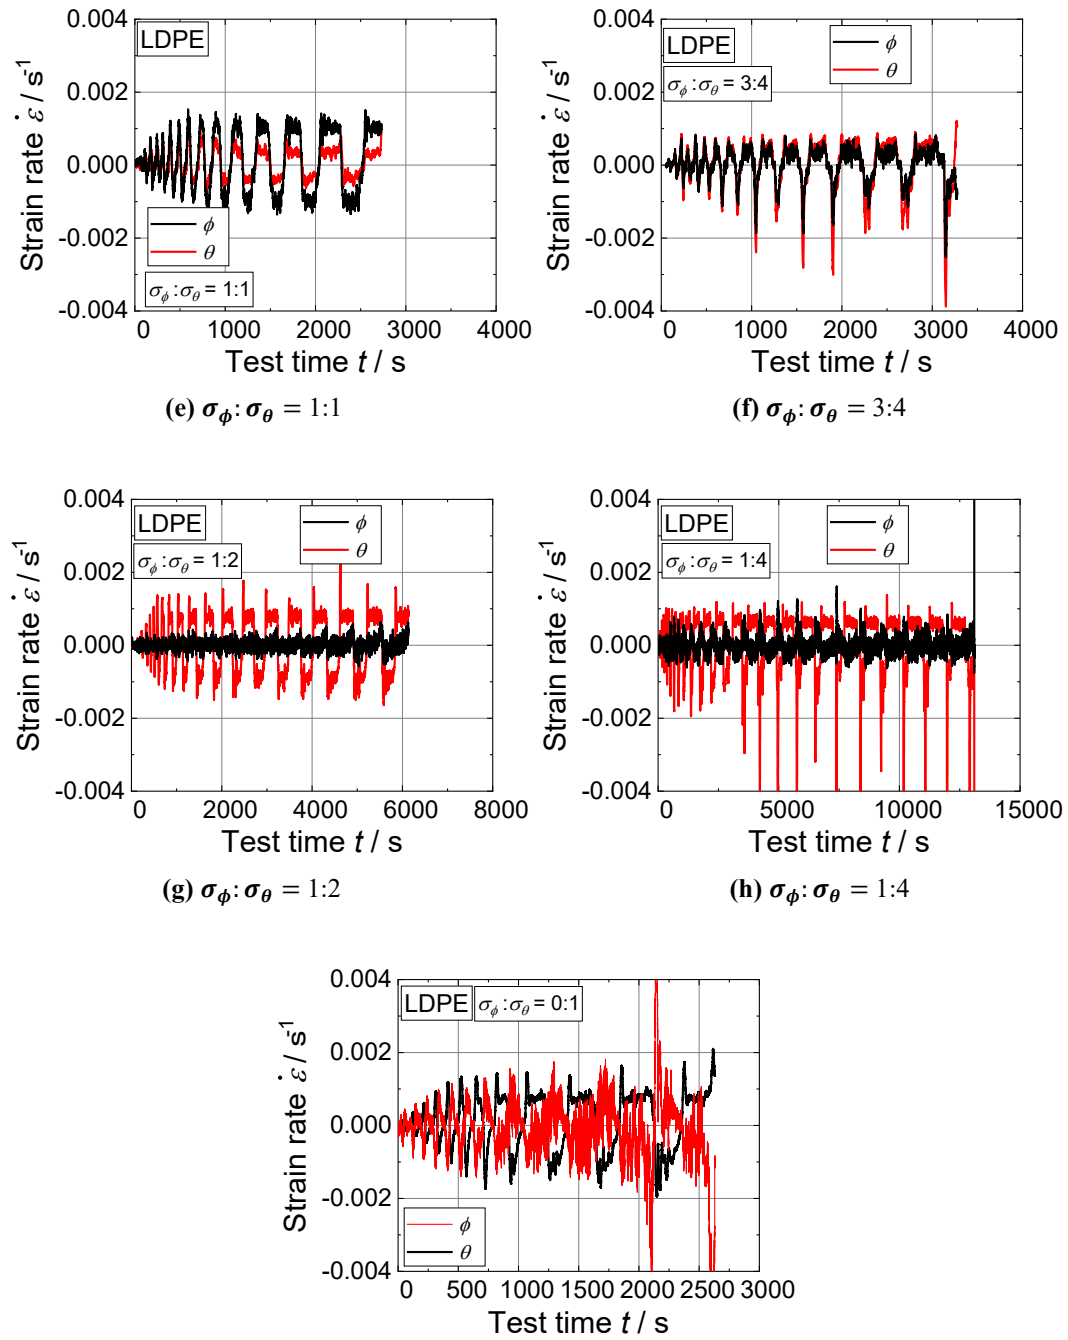 0.004
0.002
0.000
-0.002
-0.004
Strain rate ε̇ / s⁻¹
LDPE
ϕ
θ
σϕ:σθ = 1:1
0 1000 2000 3000 4000
Test time t / s
(e) σϕ: σθ = 1:1
0.004
0.002
0.000
-0.002
-0.004
Strain rate ε̇ / s⁻¹
LDPE
σϕ:σθ = 3:4
ϕ
θ
0 1000 2000 3000 4000
Test time t / s
(f) σϕ: σθ = 3:4
0.004
0.002
0.000
-0.002
-0.004
Strain rate ε̇ / s⁻¹
LDPE
σϕ:σθ = 1:2
ϕ
θ
0 2000 4000 6000 8000
Test time t / s
(g) σϕ: σθ = 1:2
0.004
0.002
0.000
-0.002
-0.004
Strain rate ε̇ / s⁻¹
LDPE
σϕ:σθ = 1:4
ϕ
θ
0 5000 10000 15000
Test time t / s
(h) σϕ: σθ = 1:4
0.004
0.002
0.000
-0.002
-0.004
Strain rate ε̇ / s⁻¹
LDPE
σϕ:σθ = 0:1
ϕ
θ
0 500 1000 1500 2000 2500 3000
Test time t / s